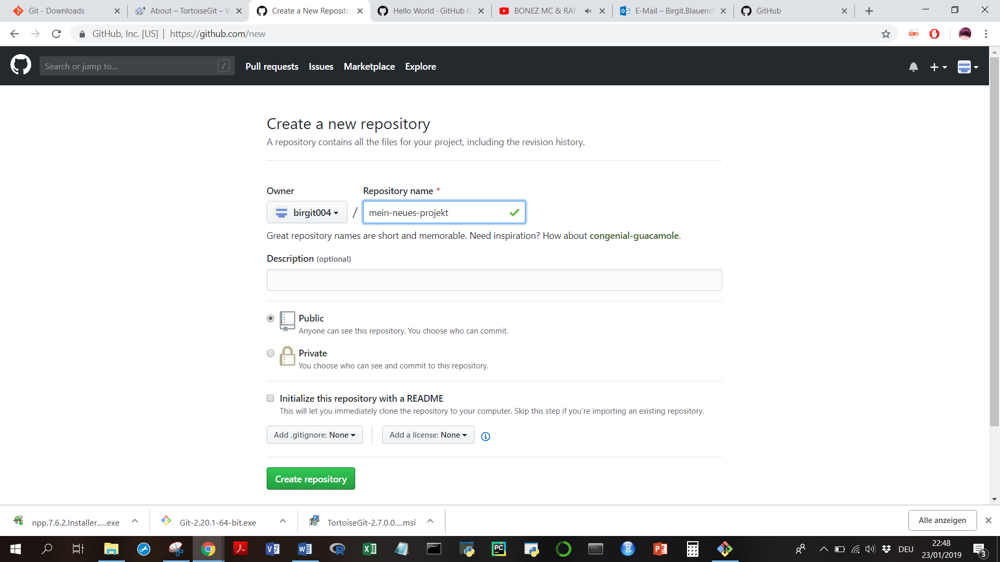 Git - Downloads
About – TortoiseGit – W
Create a New Reposito
Hello World · GitHub G
BONEZ MC & RAF
E-Mail – Birgit.Blauenst
GitHub
GitHub, Inc. [US] | https://github.com/new
Search or jump to... /
Pull requests Issues Marketplace Explore
Create a new repository
A repository contains all the files for your project, including the revision history.
Owner Repository name *
birgit004 / mein-neues-projekt
Great repository names are short and memorable. Need inspiration? How about congenial-guacamole.
Description (optional)
Public
Anyone can see this repository. You choose who can commit.
Private
You choose who can see and commit to this repository.
Initialize this repository with a README
This will let you immediately clone the repository to your computer. Skip this step if you’re importing an existing repository.
Add .gitignore: None Add a license: None
Create repository
npp.7.6.2.Installer.....exe
Git-2.20.1-64-bit.exe
TortoiseGit-2.7.0.0....msi
Alle anzeigen
DEU
22:48
23/01/2019
3